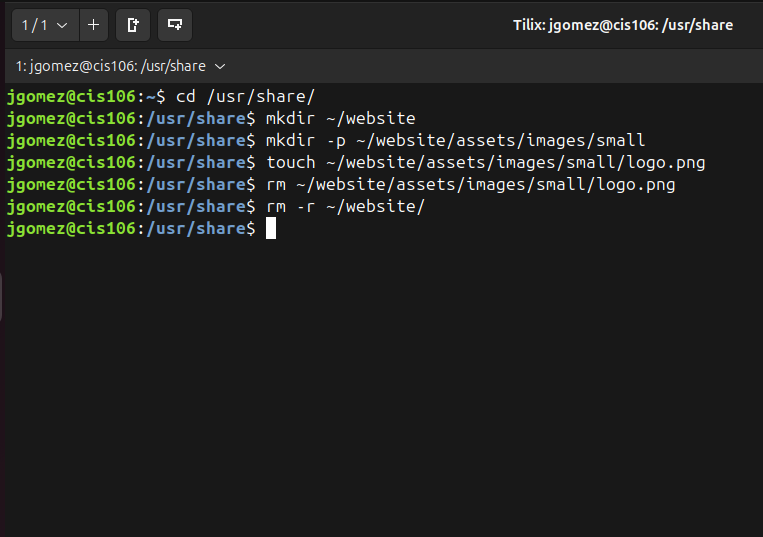 1 / 1
Tilix: jgomez@cis106: /usr/share
1: jgomez@cis106: /usr/share
jgomez@cis106:~$ cd /usr/share/
jgomez@cis106:/usr/share$ mkdir ~/website
jgomez@cis106:/usr/share$ mkdir -p ~/website/assets/images/small
jgomez@cis106:/usr/share$ touch ~/website/assets/images/small/logo.png
jgomez@cis106:/usr/share$ rm ~/website/assets/images/small/logo.png
jgomez@cis106:/usr/share$ rm -r ~/website/
jgomez@cis106:/usr/share$